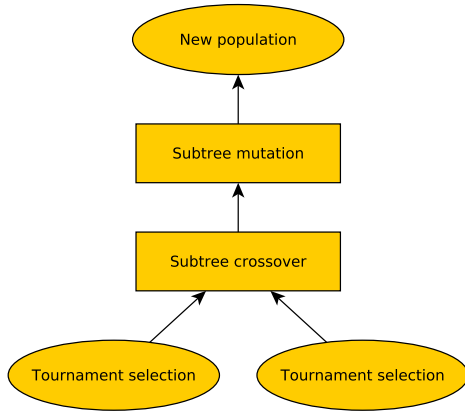 New population
Subtree mutation
Subtree crossover
Tournament selection
Tournament selection